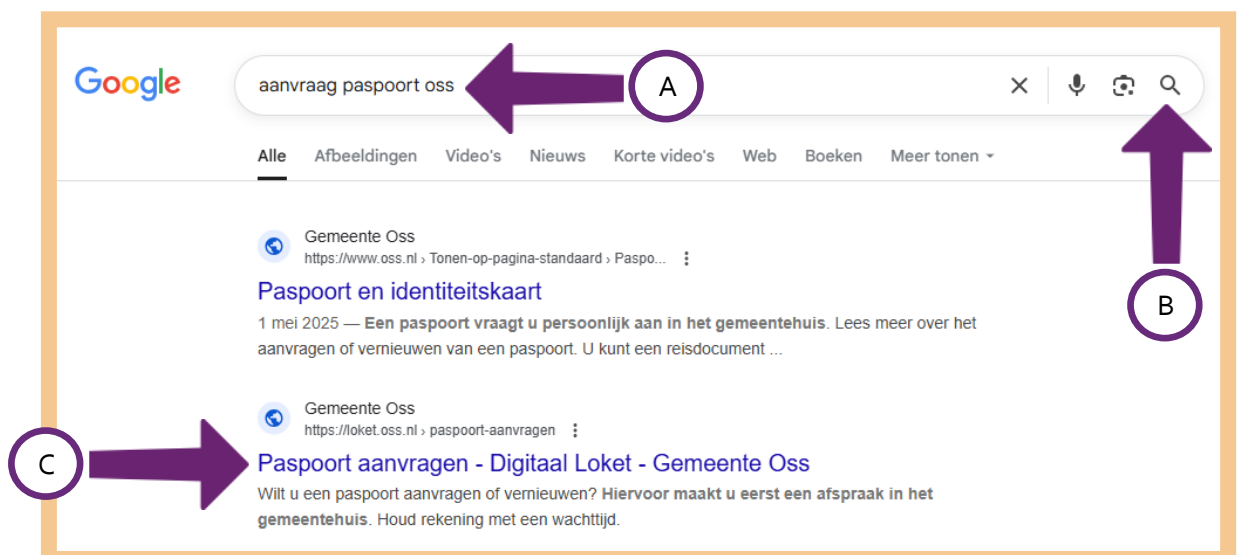 Google
aanvraag paspoort oss
A
Alle Afbeeldingen Video's Nieuws Korte video's Web Boeken Meer tonen
Gemeente Oss
https://www.oss.nl › Tonen-op-pagina-standaard › Paspo...
Paspoort en identiteitskaart
1 mei 2025 — Een paspoort vraagt u persoonlijk aan in het gemeentehuis. Lees meer over het
aanvragen of vernieuwen van een paspoort. U kunt een reisdocument ...
B
Gemeente Oss
https://loket.oss.nl › paspoort-aanvragen
C
Paspoort aanvragen - Digitaal Loket - Gemeente Oss
Wilt u een paspoort aanvragen of vernieuwen? Hiervoor maakt u eerst een afspraak in het
gemeentehuis. Houd rekening met een wachttijd.